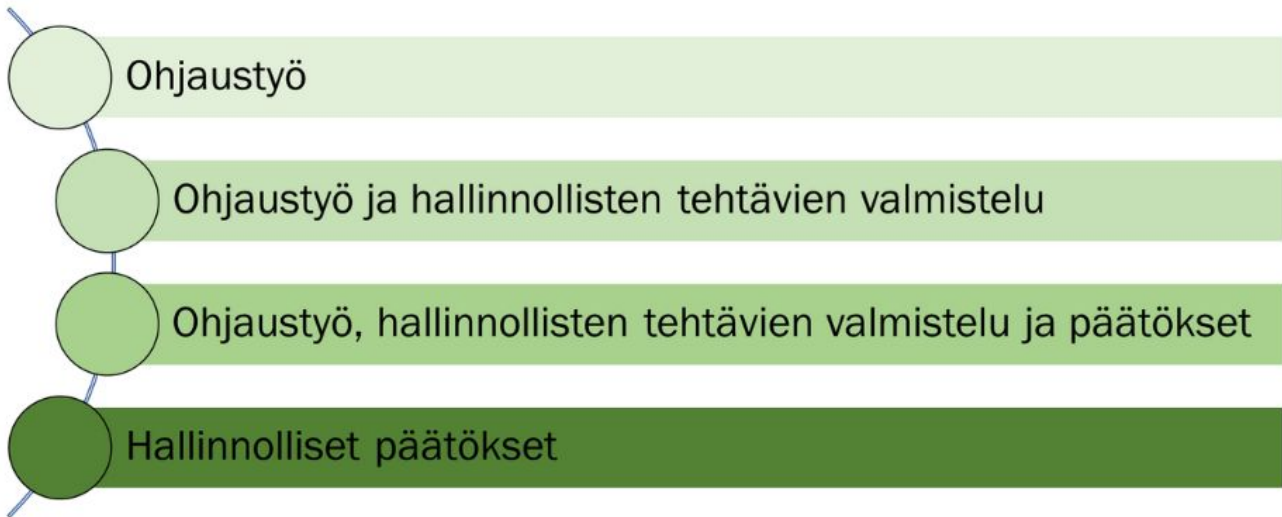 Ohjaustyö
Ohjaustyö ja hallinnollisten tehtävien valmistelu
Ohjaustyö, hallinnollisten tehtävien valmistelu ja päätökset
Hallinnolliset päätökset